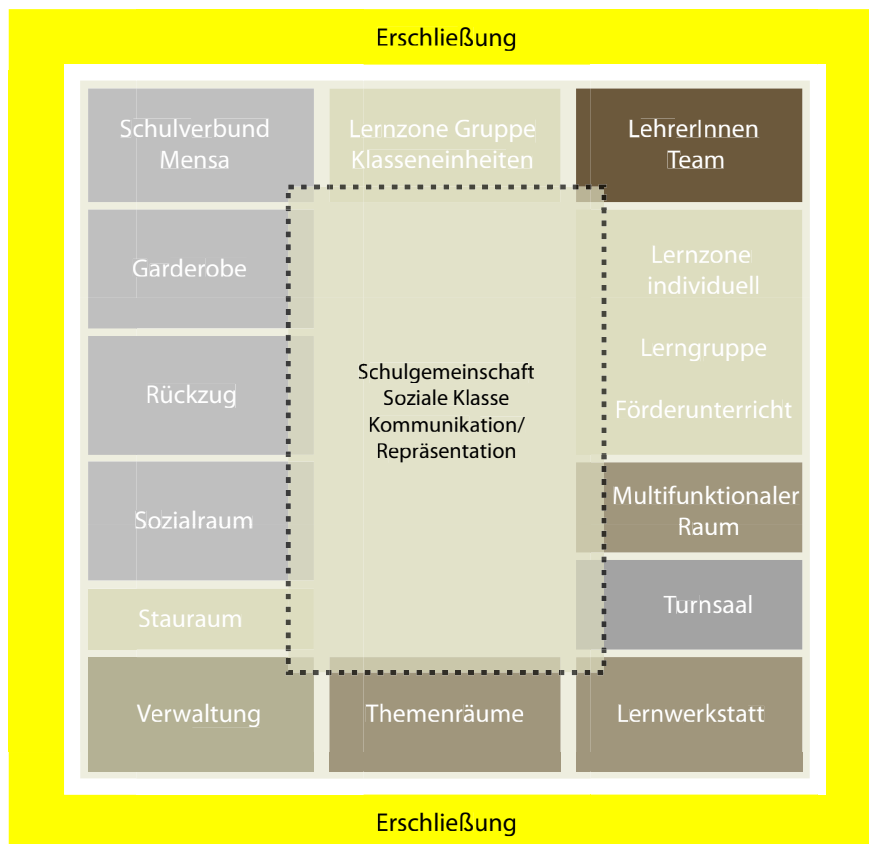 Erschließung
Schulverbund
Mensa
Lernzone Gruppe
Klasseneinheiten
LehrerInnen
Team
Garderobe
Lernzone
individuell
Lerngruppe
Förderunterricht
Rückzug
Schulgemeinschaft
Soziale Klasse
Kommunikation/
Repräsentation
Sozialraum
Multifunktionaler
Raum
Stauraum
Turnsaal
Verwaltung
Themenräume
Lernwerkstatt
Erschließung